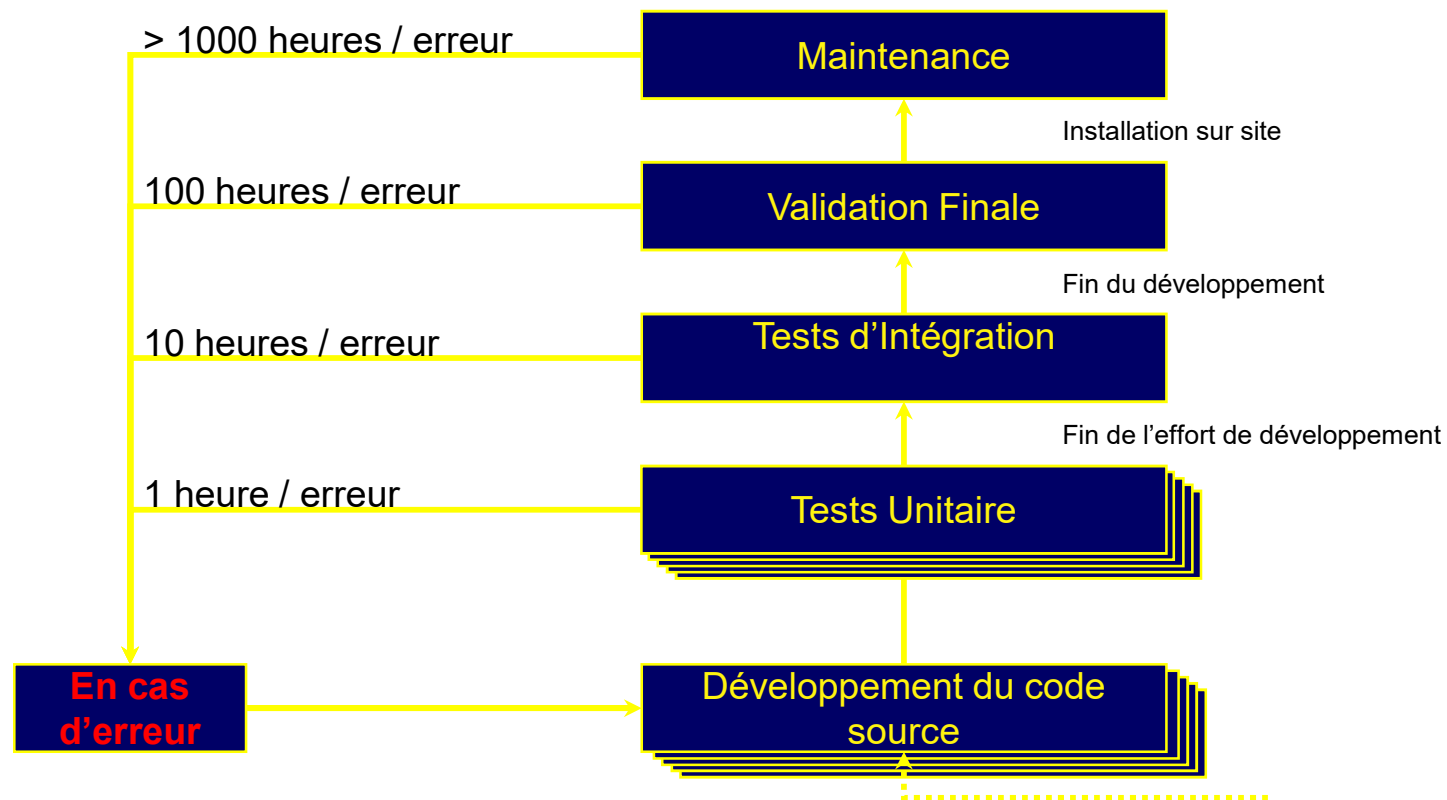 > 1000 heures / erreur
Maintenance
Installation sur site
100 heures / erreur
Validation Finale
Fin du développement
10 heures / erreur
Tests d’Intégration
Fin de l’effort de développement
1 heure / erreur
Tests Unitaire
En cas
d’erreur
Développement du code
source